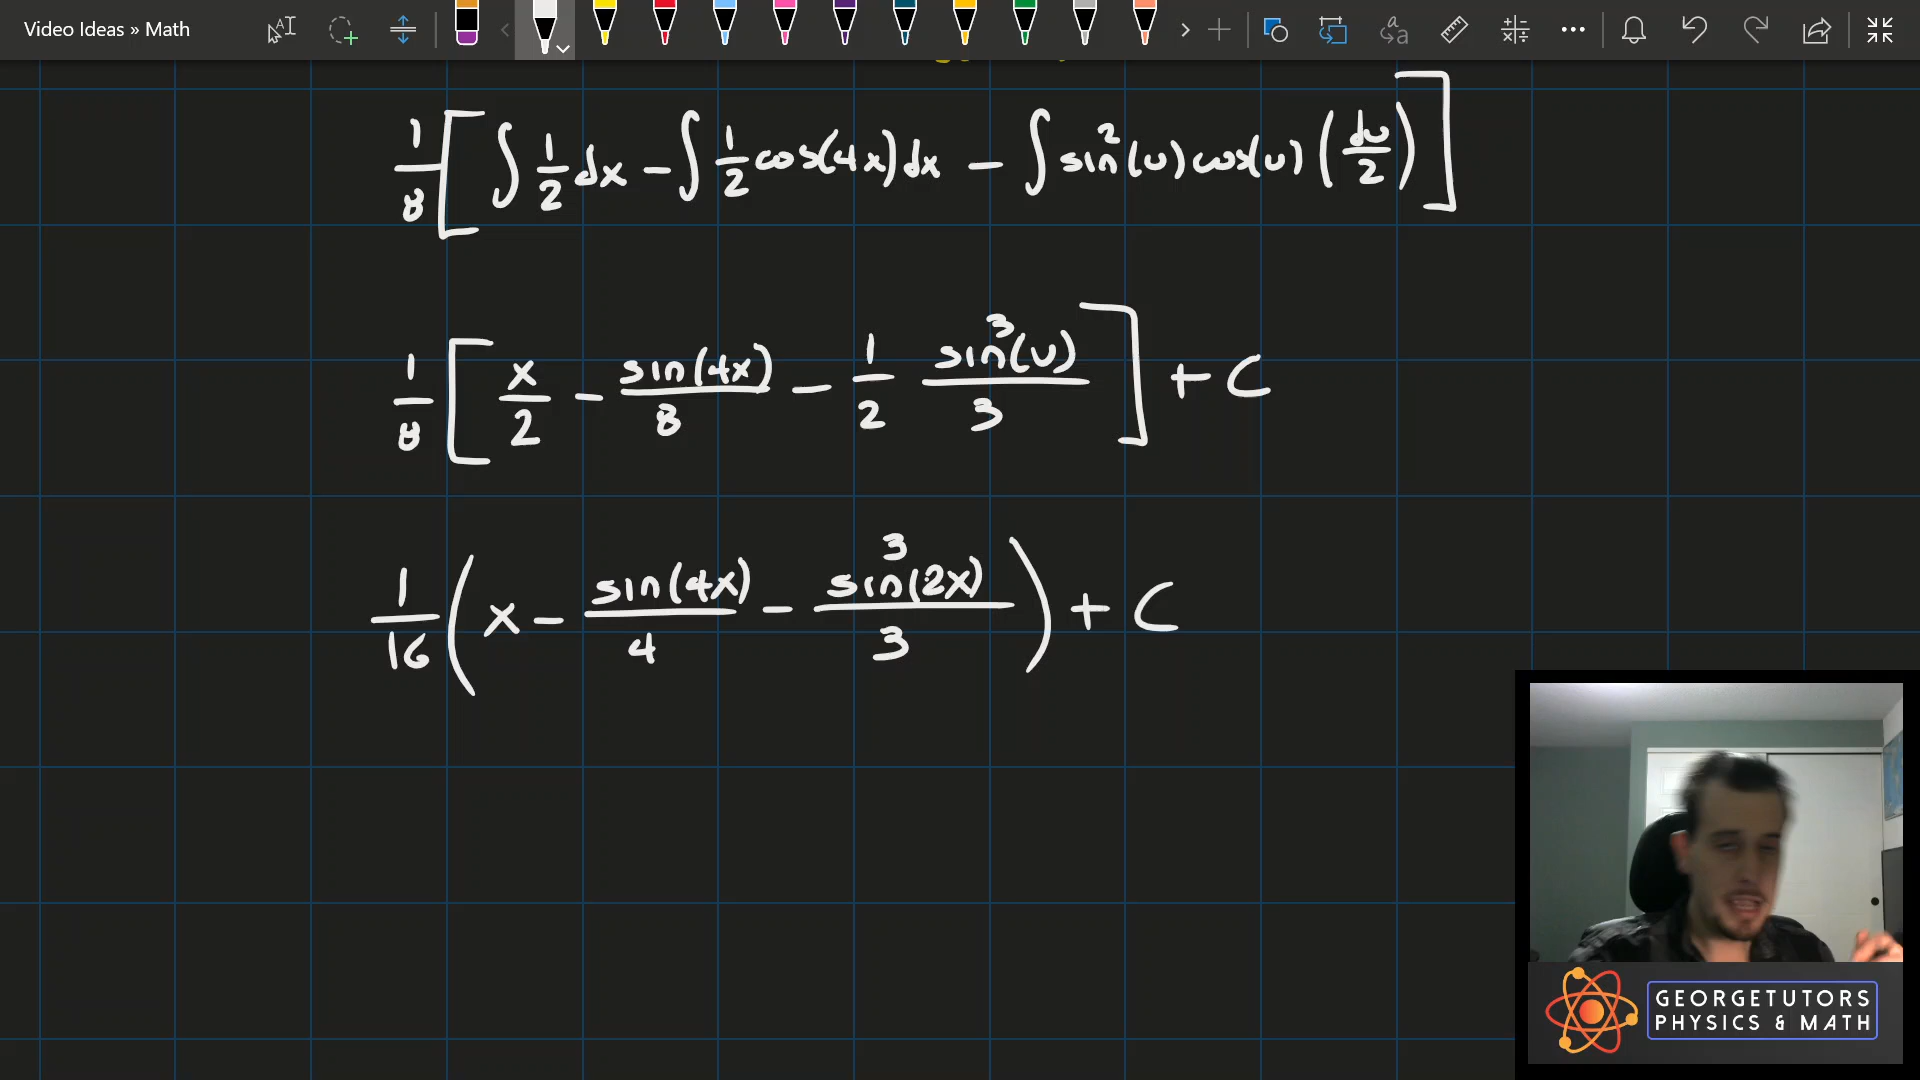 Video Ideas » Math
1/8 [ ∫ 1/2 dx - ∫ 1/2 cos(4x) dx - ∫ sin²(u) cos(u) (du/2) ]
1/8 [ x/2 - sin(4x)/8 - 1/2 sin³(u)/3 ] + C
1/16 ( x - sin(4x)/4 - sin³(2x)/3 ) + C
GEORGETUTORS
PHYSICS & MATH